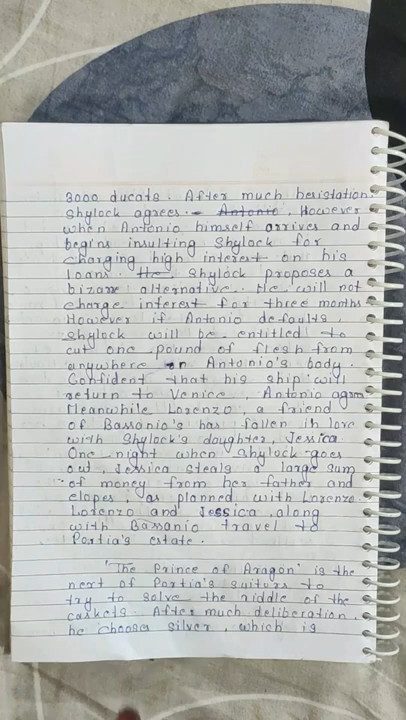 3000 ducats. After much heristation.
Shylock agrees. - Antonio. However
when Antonio himself arrives and
begins insulting Shylock for
charging high interest on his
loans. the Shylock proposes a
bizare alternative. He will not
charge interest for three months
However if Antonio defaults,
Shylock will be entitled to
cut one pound of flesh from
anywhere on Antonio's body.
Confident that his ship will
return to Venice, Antonio agrees
Meanwhile Lorenzo, a friend
of Bassonio's has fallen in love
with Shylock's daughter, Jessica
One night when shylock goes
out, Jessica steals a large sum
of money from her father and
elopes, as planned with Lorenzo.
Lorenzo and Jessica along
with Bassanio travel to
Portia's estate.
'The Prince of Aragon' is the
next of Portia's suiturs to
try to solve the riddle of the
caskets. After much deliberation,
he chooses silver, which is